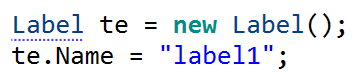 Label te = new Label();
te.Name = "label1";